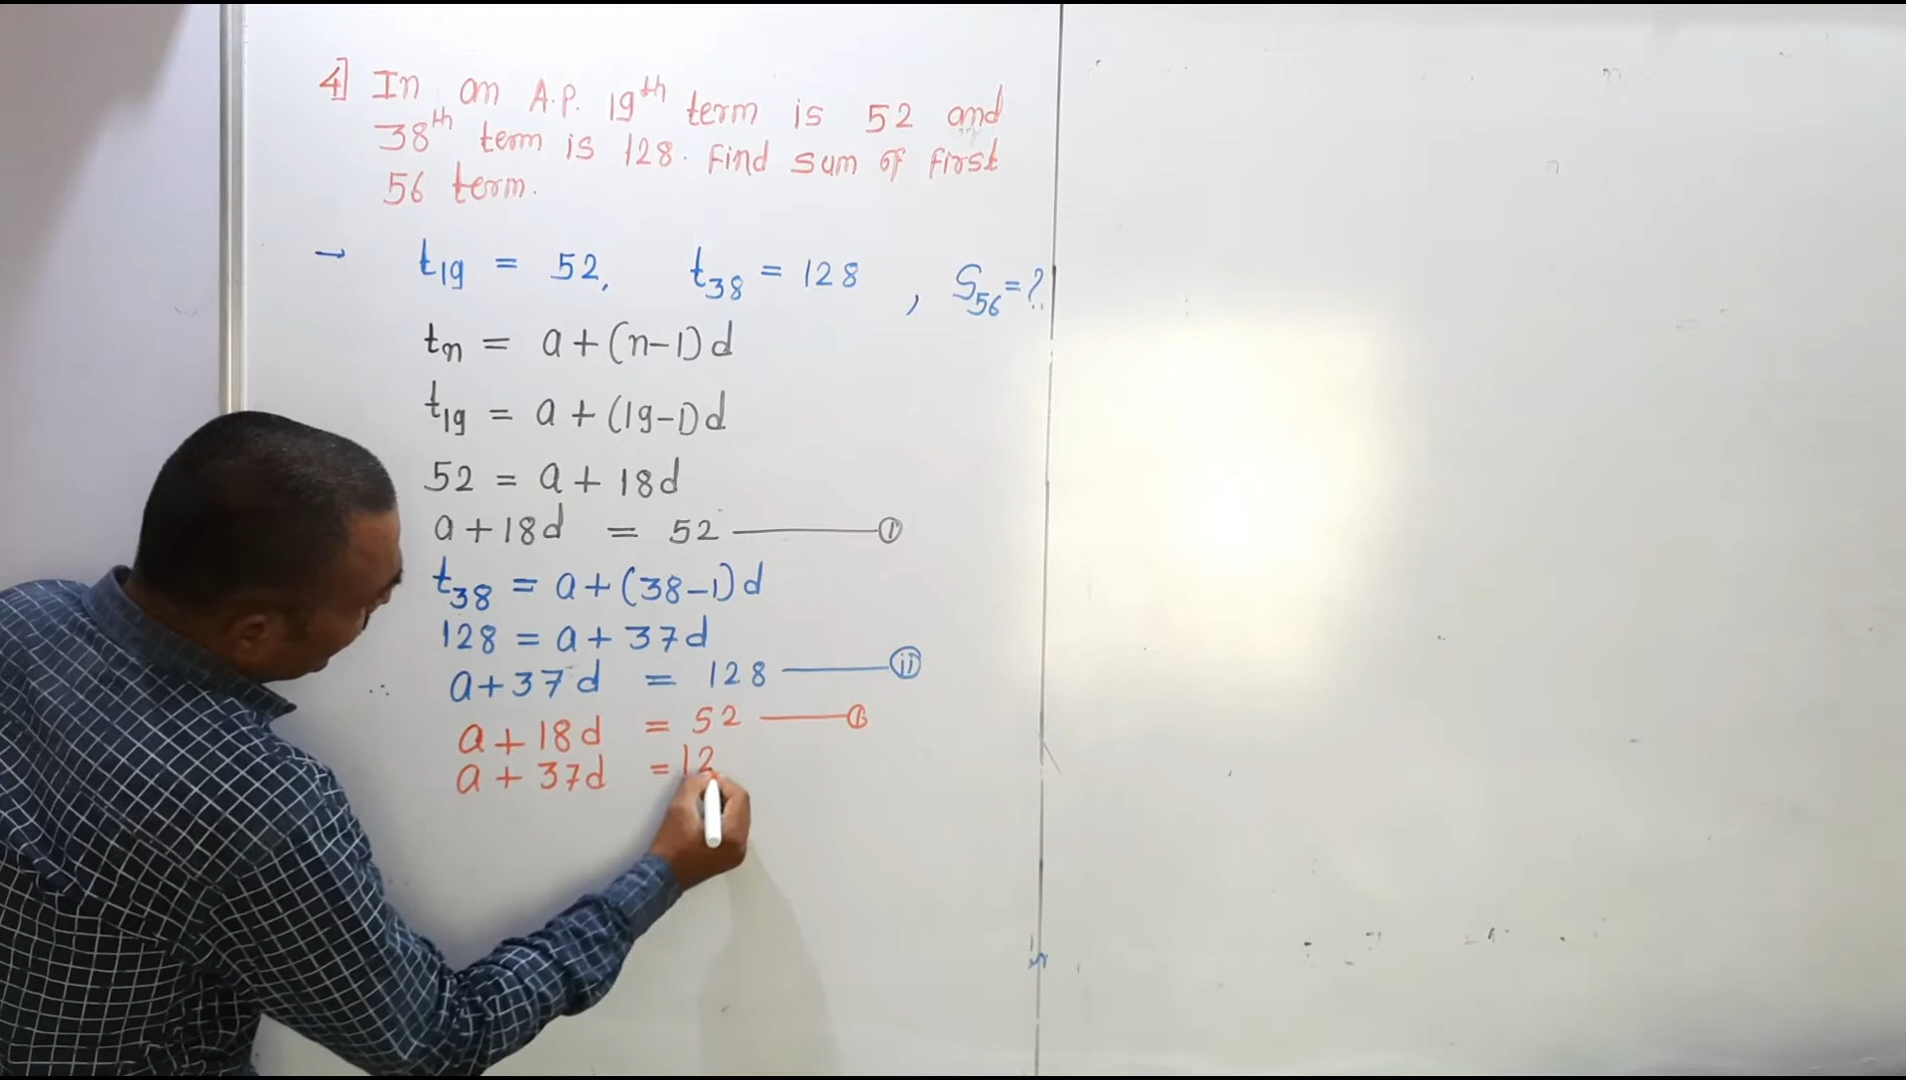 4] In an A.P. 19th term is 52 and
38th term is 128. Find sum of first
56 term.
→ t19 = 52, t38 = 128 , S56 = ?
tn = a + (n-1)d
t19 = a + (19-1)d
52 = a + 18d
a + 18d = 52 —— (i)
t38 = a + (38-1)d
128 = a + 37d
∴ a + 37d = 128 —— (ii)
a + 18d = 52 —— (i)
a + 37d = 12